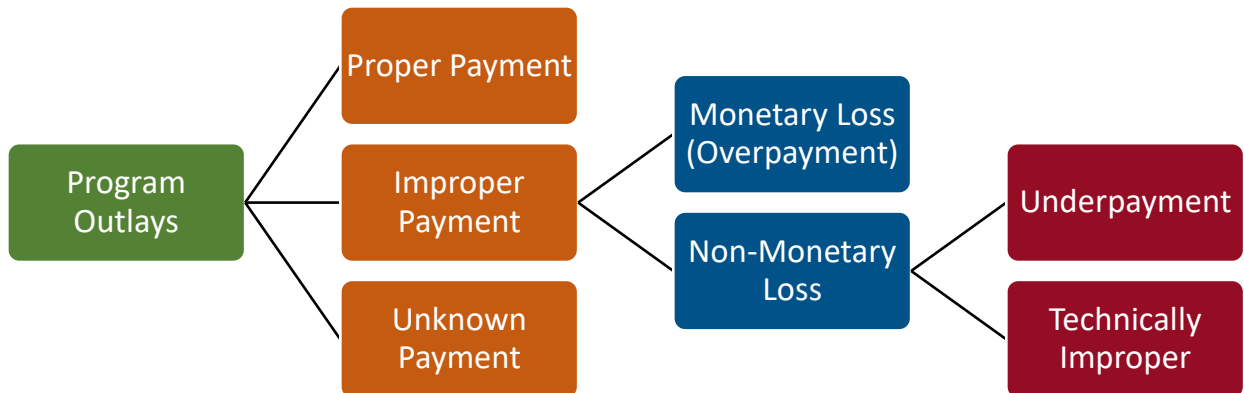 Program
Outlays
Proper Payment
Improper
Payment
Unknown
Payment
Monetary Loss
(Overpayment)
Non-Monetary
Loss
Underpayment
Technically
Improper